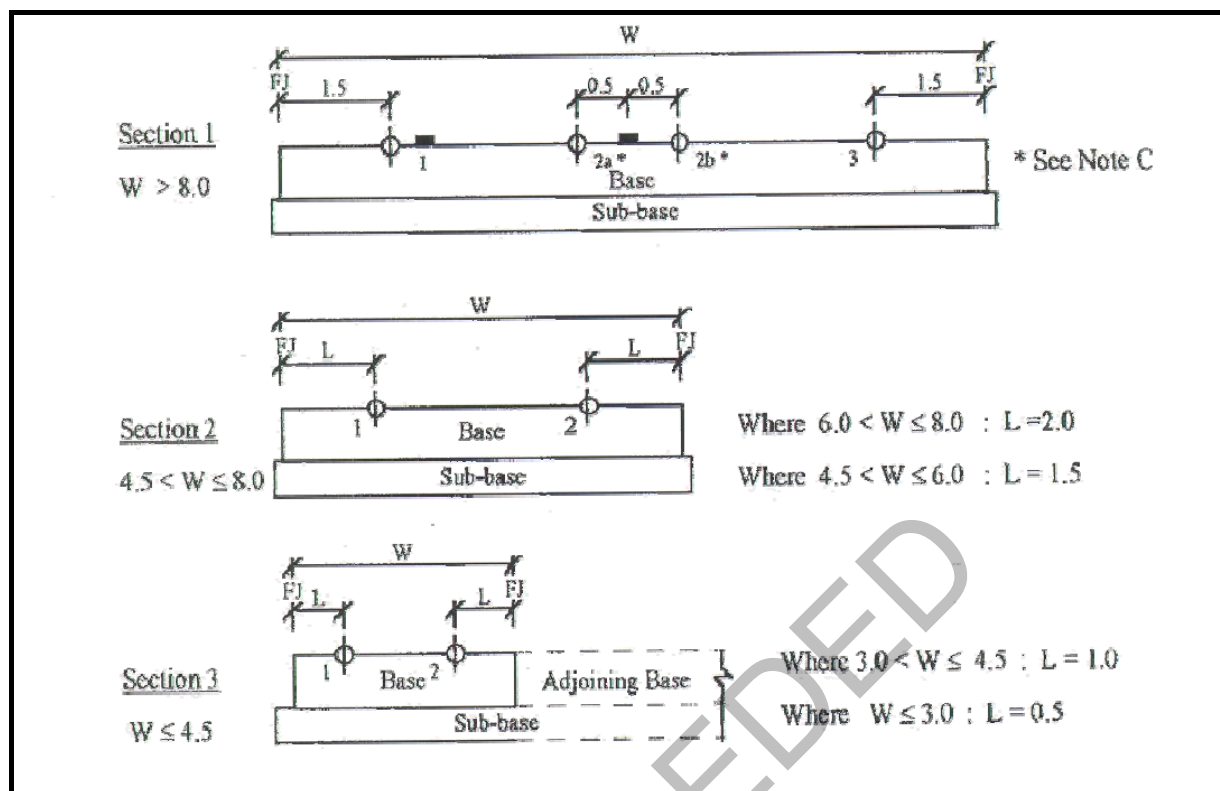 W
FJ 1.5 0.5 0.5 1.5 FJ
Section 1
W > 8.0
1 2a* 2b* 3
* See Note C
Base
Sub-base
W
FJ L L FJ
Section 2
4.5 < W ≤ 8.0
1 Base 2
Sub-base
Where 6.0 < W ≤ 8.0 : L =2.0
Where 4.5 < W ≤ 6.0 : L = 1.5
W
FJ L L FJ
Section 3
W ≤ 4.5
1 Base 2 Adjoining Base
Sub-base
Where 3.0 < W ≤ 4.5 : L = 1.0
Where W ≤ 3.0 : L = 0.5
EDED